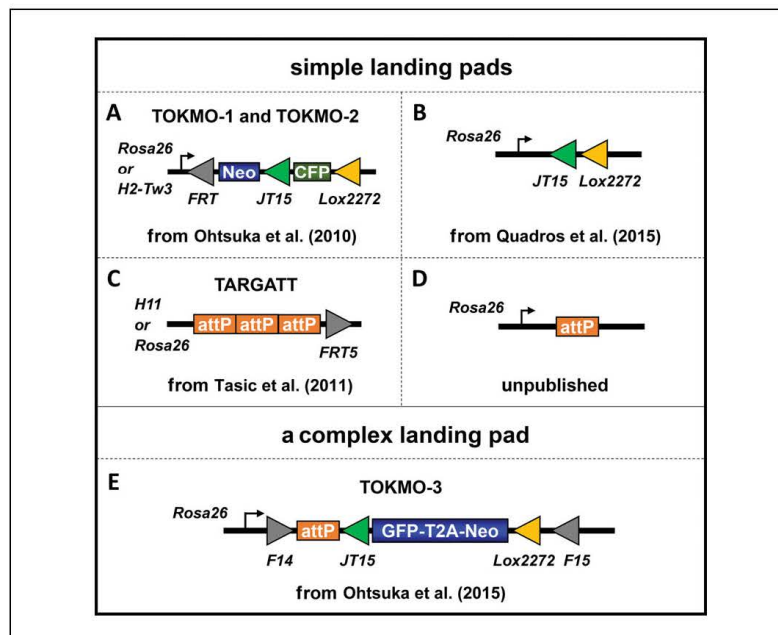 simple landing pads
A
TOKMO-1 and TOKMO-2
Rosa26
or
H2-Tw3
Neo
CFP
FRT
JT15
Lox2272
from Ohtsuka et al. (2010)
B
Rosa26
JT15
Lox2272
from Quadros et al. (2015)
C
TARGATT
H11
or
Rosa26
attP attP attP
FRT5
from Tasic et al. (2011)
D
Rosa26
attP
unpublished
a complex landing pad
E
TOKMO-3
Rosa26
attP
GFP-T2A-Neo
F14
JT15
Lox2272
F15
from Ohtsuka et al. (2015)